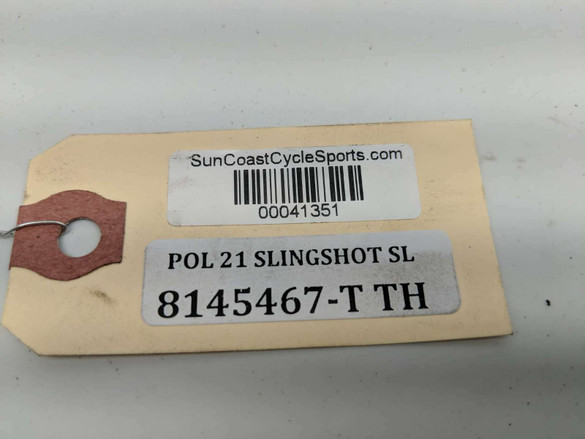 SunCoastCycleSports.com
00041351
POL 21 SLINGSHOT SL
8145467-T TH